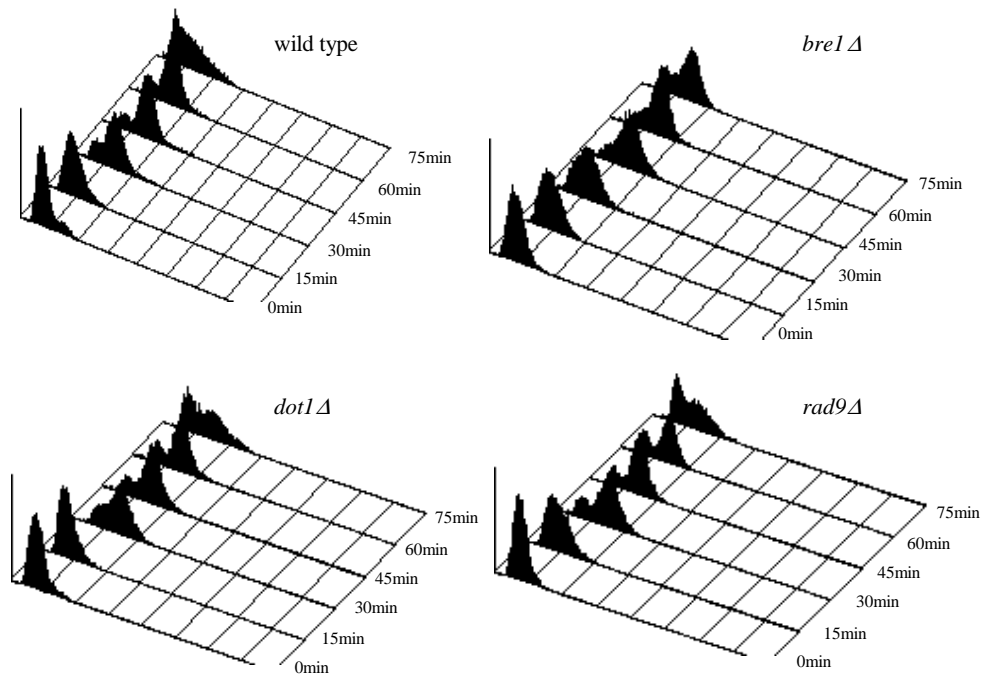 wild type
75min
60min
45min
30min
15min
0min
bre1Δ
75min
60min
45min
30min
15min
0min
dot1Δ
75min
60min
45min
30min
15min
0min
rad9Δ
75min
60min
45min
30min
15min
0min